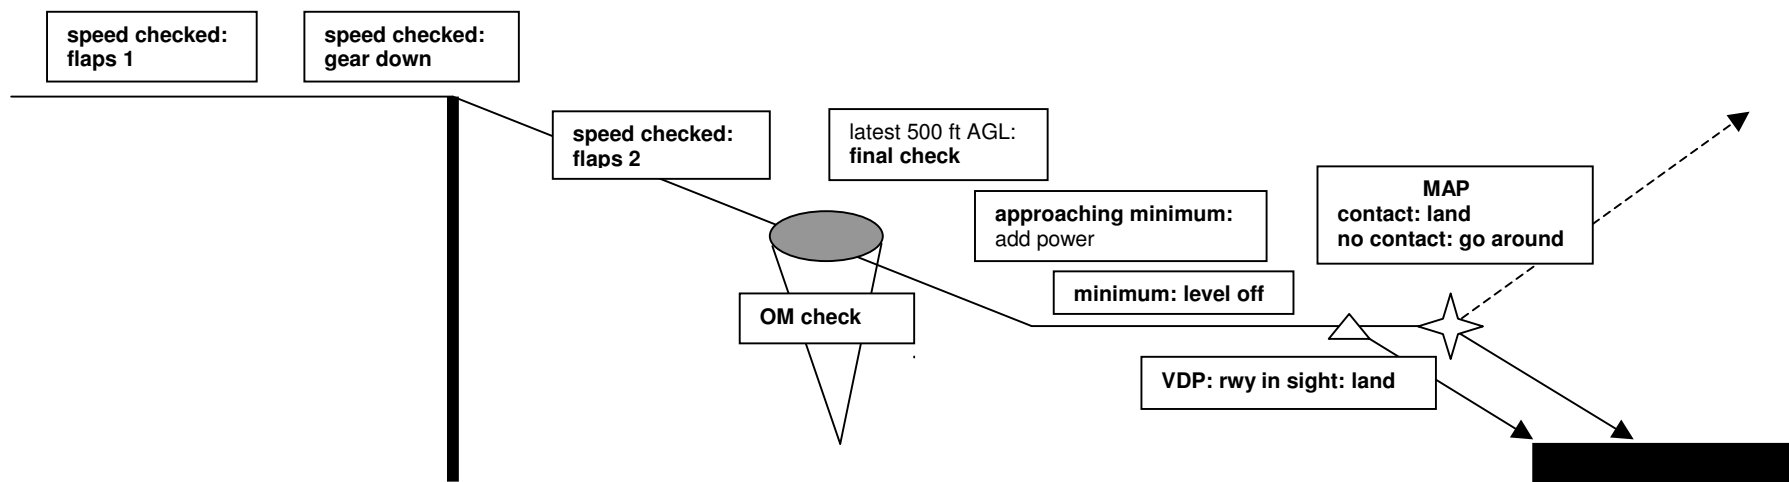 speed checked:
flaps 1
speed checked:
gear down
speed checked:
flaps 2
latest 500 ft AGL:
final check
approaching minimum:
add power
MAP
contact: land
no contact: go around
minimum: level off
OM check
VDP: rwy in sight: land